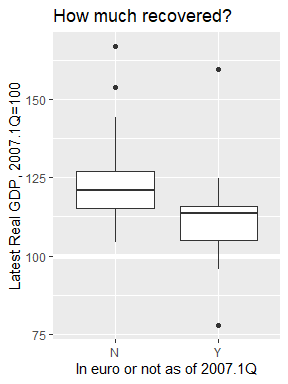 How much recovered?
Latest Real GDP, 2007.1Q=100
150
125
100
75
N
Y
In euro or not as of 2007.1Q